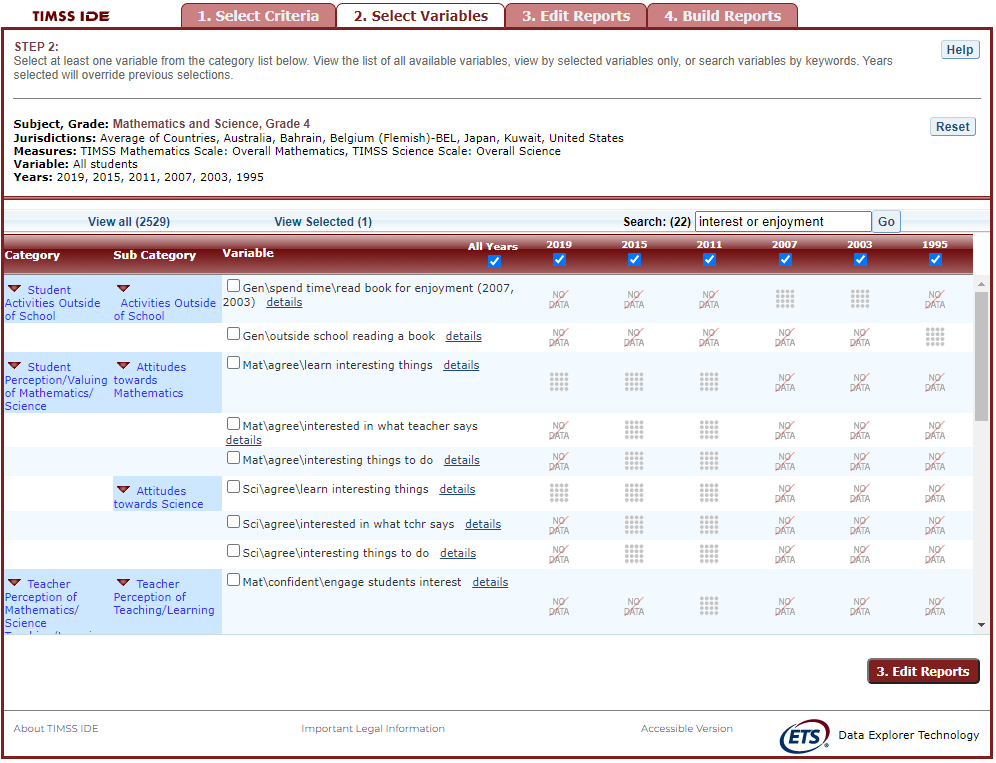 TIMSS IDE
1. Select Criteria
2. Select Variables
3. Edit Reports
4. Build Reports
STEP 2:
Select at least one variable from the category list below. View the list of all available variables, view by selected variables only, or search variables by keywords. Years
selected will override previous selections.
Help
Subject, Grade: Mathematics and Science, Grade 4
Jurisdictions: Average of Countries, Australia, Bahrain, Belgium (Flemish)-BEL, Japan, Kuwait, United States
Measures: TIMSS Mathematics Scale: Overall Mathematics, TIMSS Science Scale: Overall Science
Variable: All students
Years: 2019, 2015, 2011, 2007, 2003, 1995
Reset
View all (2529)
View Selected (1)
Search: (22) interest or enjoyment Go
Category Sub Category Variable All Years 2019 2015 2011 2007 2003 1995
Student
Activities Outside
of School
Activities Outside
of School
Gen\spend time\read book for enjoyment (2007,
2003) details
NO DATA NO DATA NO DATA NO DATA
Gen\outside school reading a book details
NO DATA NO DATA NO DATA NO DATA NO DATA
Student
Perception/Valuing
of Mathematics/
Science
Attitudes
towards
Mathematics
Mat\agree\learn interesting things details
NO DATA NO DATA NO DATA
Mat\agree\interested in what teacher says
details
NO DATA NO DATA NO DATA NO DATA
Mat\agree\interesting things to do details
NO DATA NO DATA NO DATA NO DATA
Attitudes
towards Science
Sci\agree\learn interesting things details
NO DATA NO DATA NO DATA
Sci\agree\interested in what tchr says details
NO DATA NO DATA NO DATA NO DATA
Sci\agree\interesting things to do details
NO DATA NO DATA NO DATA NO DATA
Teacher
Perception of
Mathematics/
Science
Teacher
Perception of
Teaching/Learning
Mat\confident\engage students interest details
NO DATA NO DATA NO DATA NO DATA NO DATA
3. Edit Reports
About TIMSS IDE
Important Legal Information
Accessible Version
ETS
Data Explorer Technology